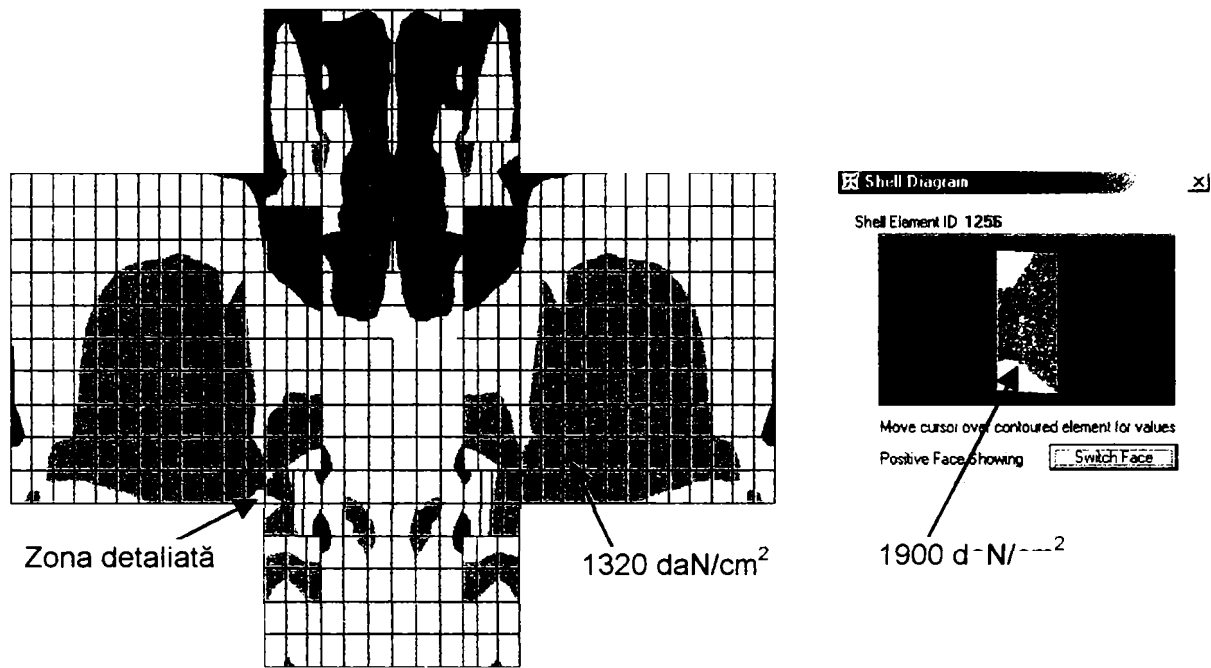 Shell Diagram
Shell Element ID 1256
Move cursor over contoured element for values
Positive Face Showing
Switch Face
Zona detaliată
1320 daN/cm²
1900